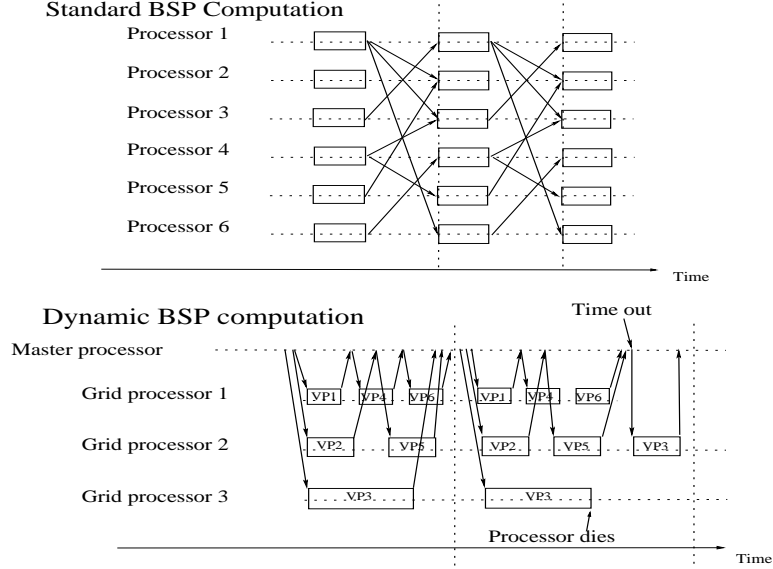 Standard BSP Computation
Processor 1
Processor 2
Processor 3
Processor 4
Processor 5
Processor 6
Time
Dynamic BSP computation
Time out
Master processor
Grid processor 1
VP1 VP4 VP6 VP1 VP4 VP6
Grid processor 2
VP2 VP5 VP2 VP5 VP3
Grid processor 3
VP3 VP3
Processor dies
Time